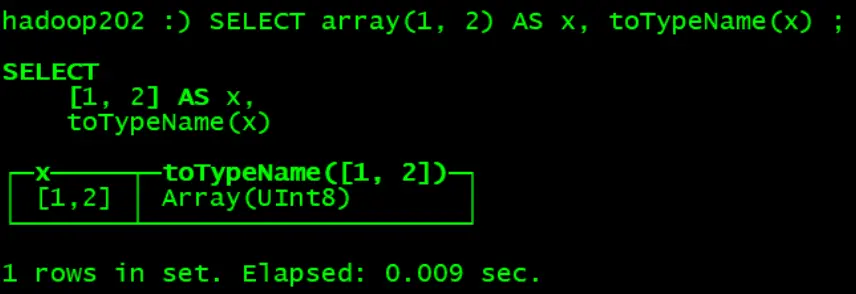 hadoop202 :) SELECT array(1, 2) AS x, toTypeName(x) ;
SELECT
    [1, 2] AS x,
    toTypeName(x)
┌─x─────┬─toTypeName([1, 2])─┐
│ [1,2] │ Array(UInt8)       │
└───────┴────────────────────┘
1 rows in set. Elapsed: 0.009 sec.